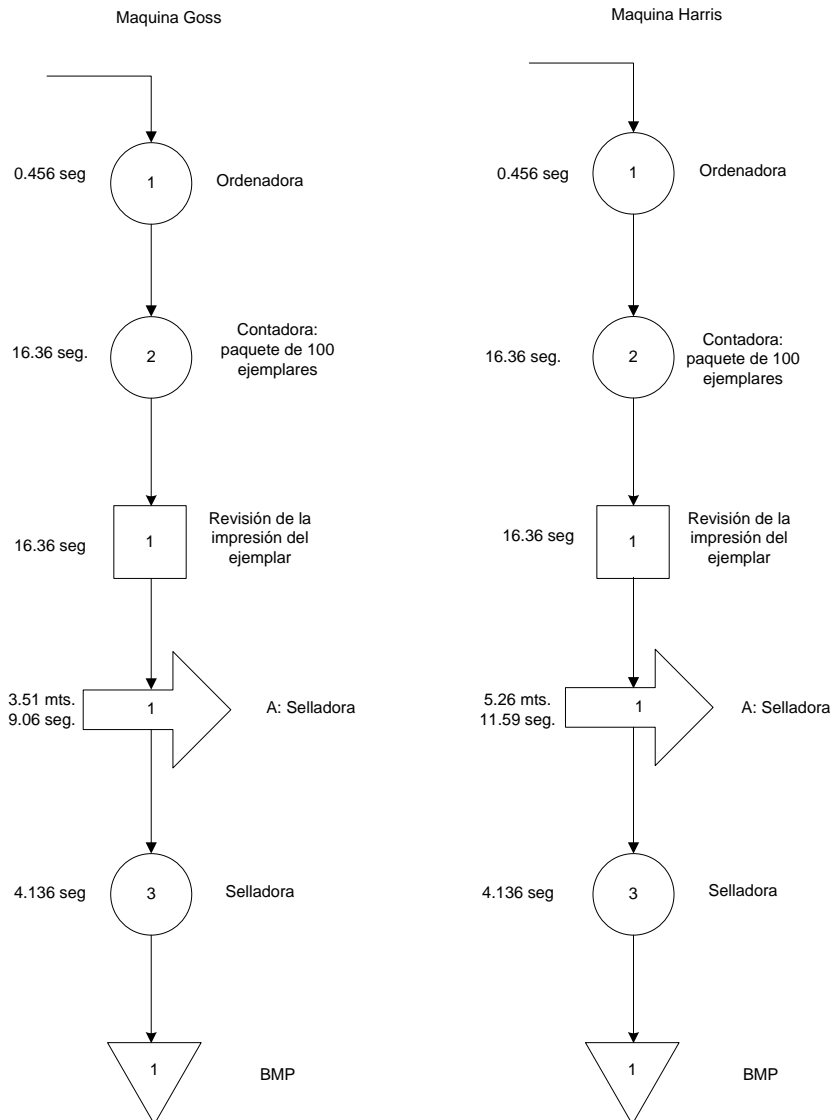 Maquina Goss
0.456 seg
1
Ordenadora
16.36 seg.
2
Contadora:
paquete de 100
ejemplares
16.36 seg
1
Revisión de la
impresión del
ejemplar
3.51 mts.
9.06 seg.
1
A: Selladora
4.136 seg
3
Selladora
1
BMP
Maquina Harris
0.456 seg
1
Ordenadora
16.36 seg.
2
Contadora:
paquete de 100
ejemplares
16.36 seg
1
Revisión de la
impresión del
ejemplar
5.26 mts.
11.59 seg.
1
A: Selladora
4.136 seg
3
Selladora
1
BMP